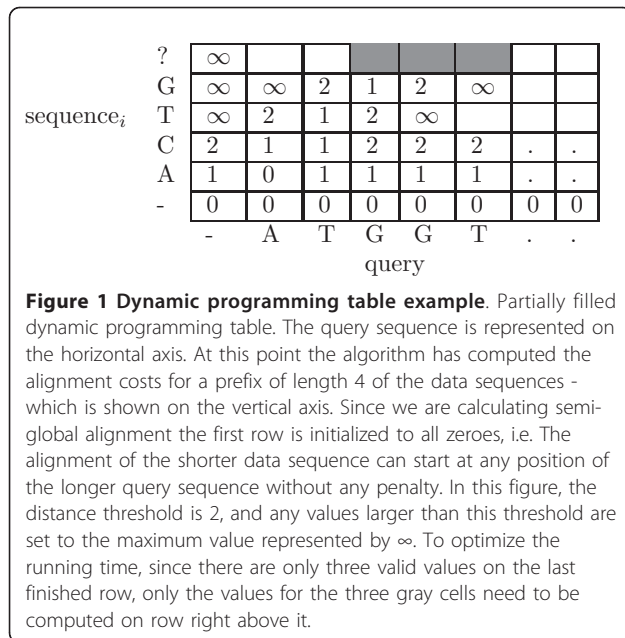 ? ∞
G ∞ ∞ 2 1 2 ∞
sequenceᵢ T ∞ 2 1 2 ∞
C 2 1 1 2 2 2 . .
A 1 0 1 1 1 1 . .
- 0 0 0 0 0 0 0 0
- A T G G T . .
query
Figure 1 Dynamic programming table example. Partially filled
dynamic programming table. The query sequence is represented on
the horizontal axis. At this point the algorithm has computed the
alignment costs for a prefix of length 4 of the data sequences -
which is shown on the vertical axis. Since we are calculating semi-
global alignment the first row is initialized to all zeroes, i.e. The
alignment of the shorter data sequence can start at any position of
the longer query sequence without any penalty. In this figure, the
distance threshold is 2, and any values larger than this threshold are
set to the maximum value represented by ∞. To optimize the
running time, since there are only three valid values on the last
finished row, only the values for the three gray cells need to be
computed on row right above it.